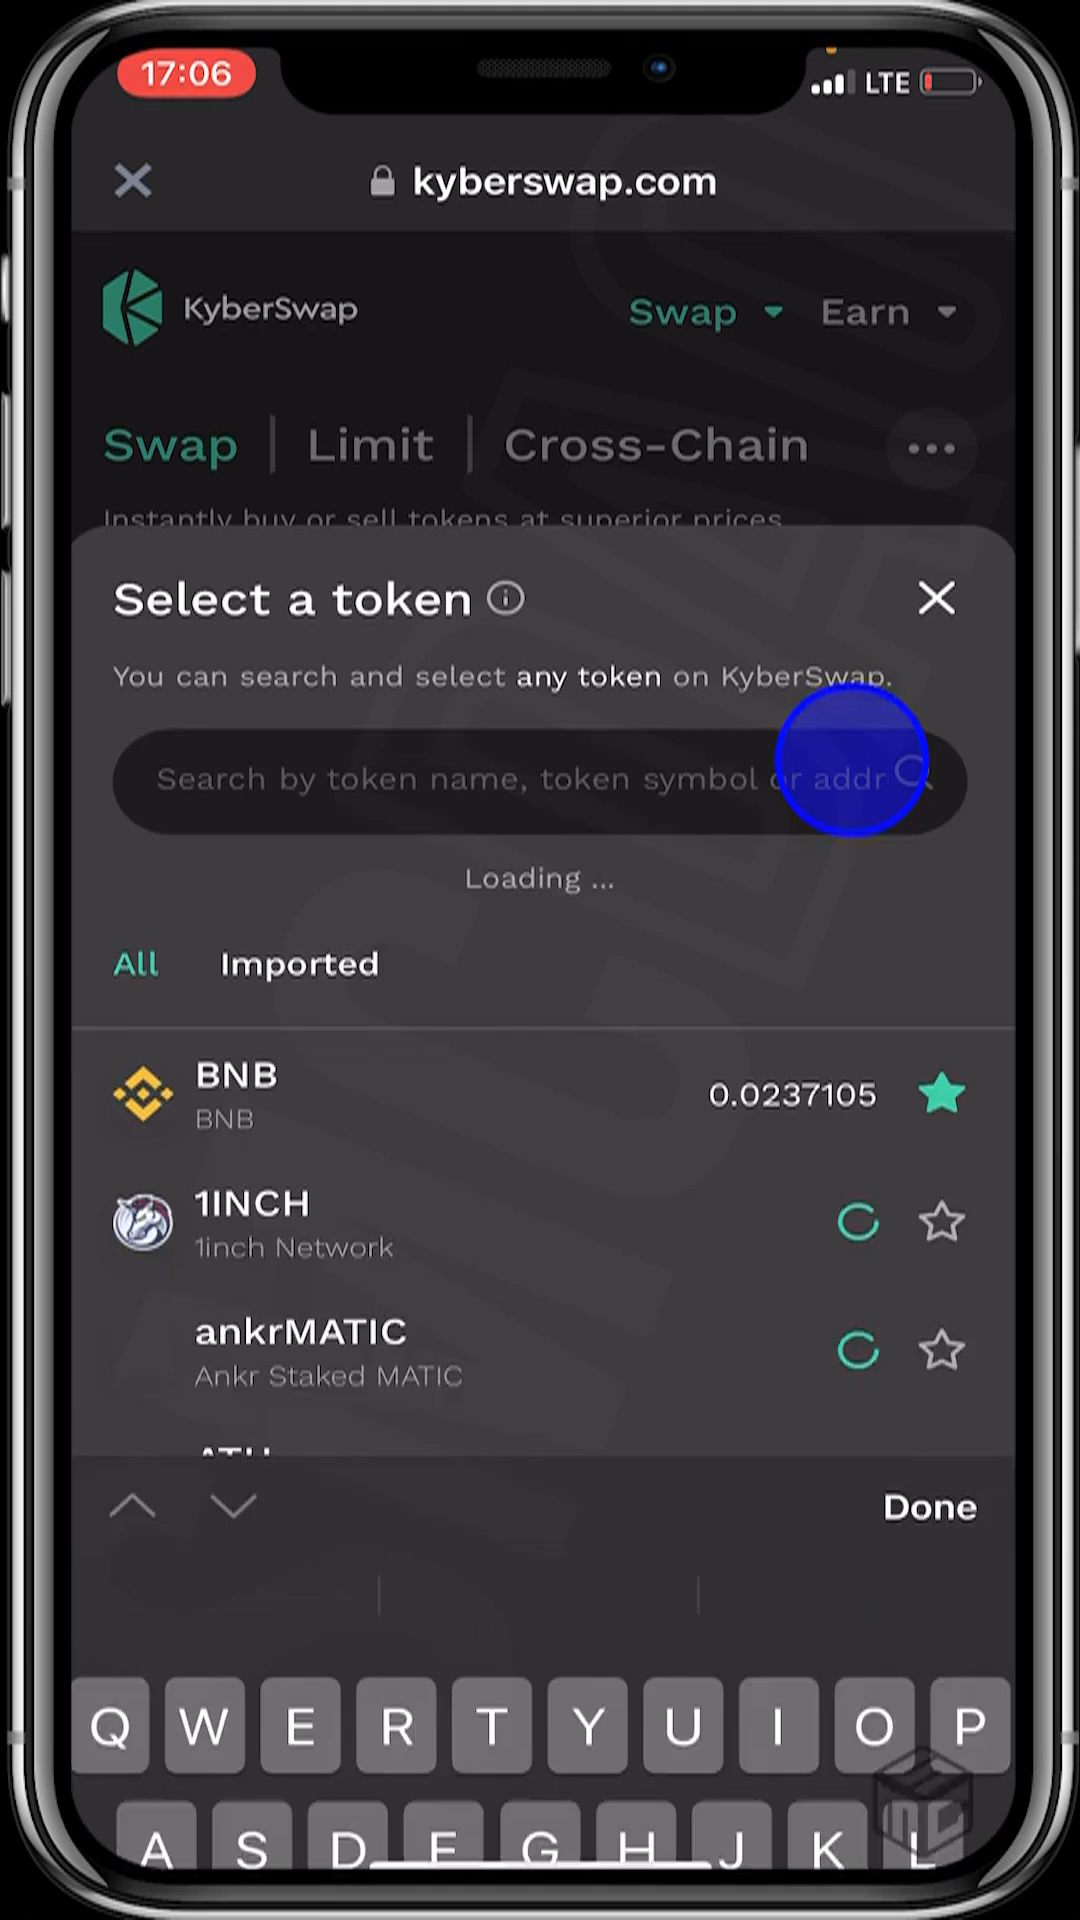 17:06
LTE
kyberswap.com
KyberSwap
Swap
Earn
Swap
Limit
Cross-Chain
Instantly buy or sell tokens at superior prices
Select a token
You can search and select any token on KyberSwap.
Search by token name, token symbol or addr
Loading ...
All
Imported
BNB
BNB
0.0237105
1INCH
1inch Network
ankrMATIC
Ankr Staked MATIC
Done
Q W E R T Y U I O P
A S D F G H J K L